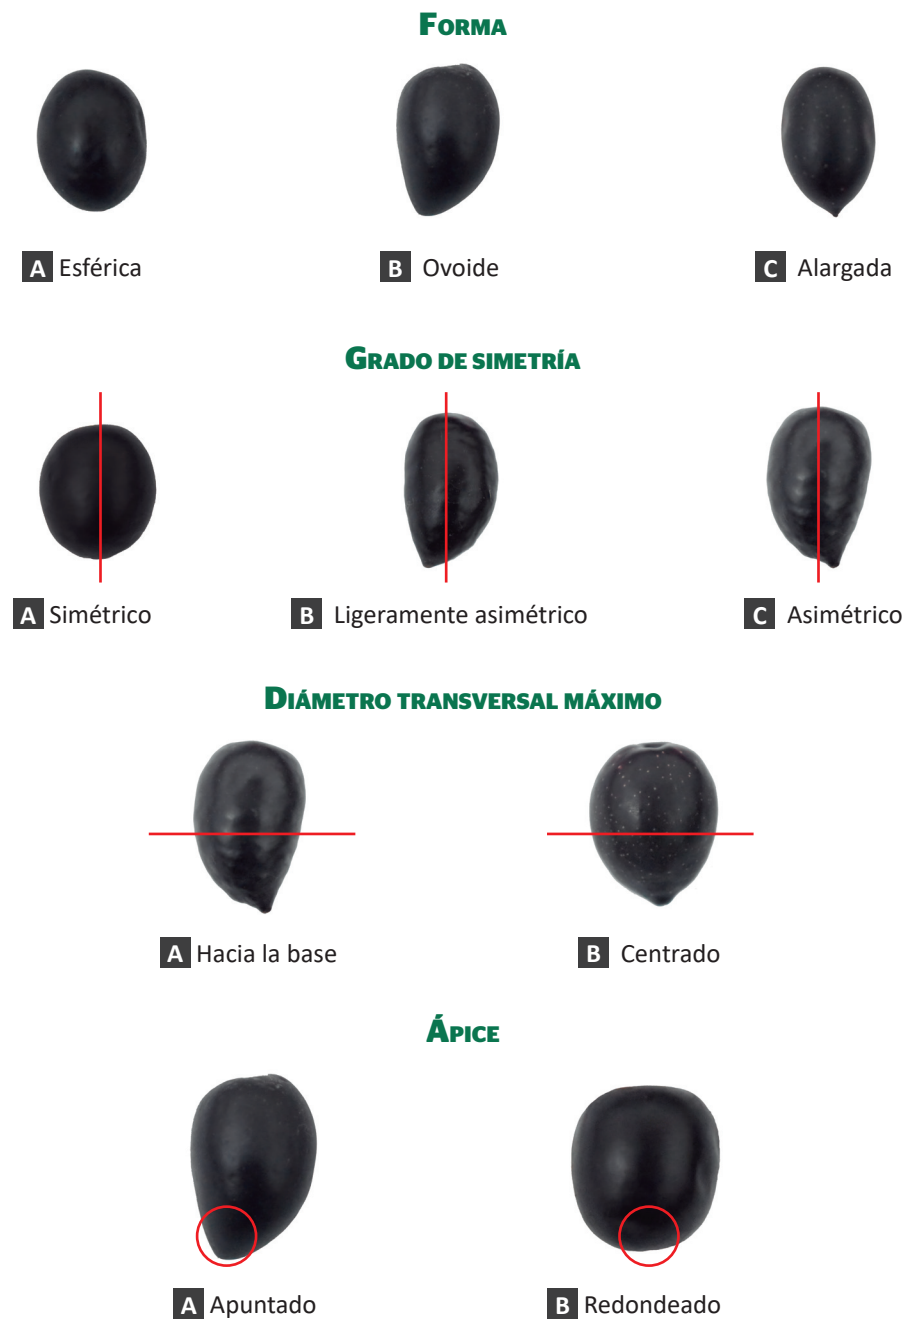 FORMA
A Esférica
B Ovoide
C Alargada
GRADO DE SIMETRÍA
A Simétrico
B Ligeramente asimétrico
C Asimétrico
DIÁMETRO TRANSVERSAL MÁXIMO
A Hacia la base
B Centrado
ÁPICE
A Apuntado
B Redondeado